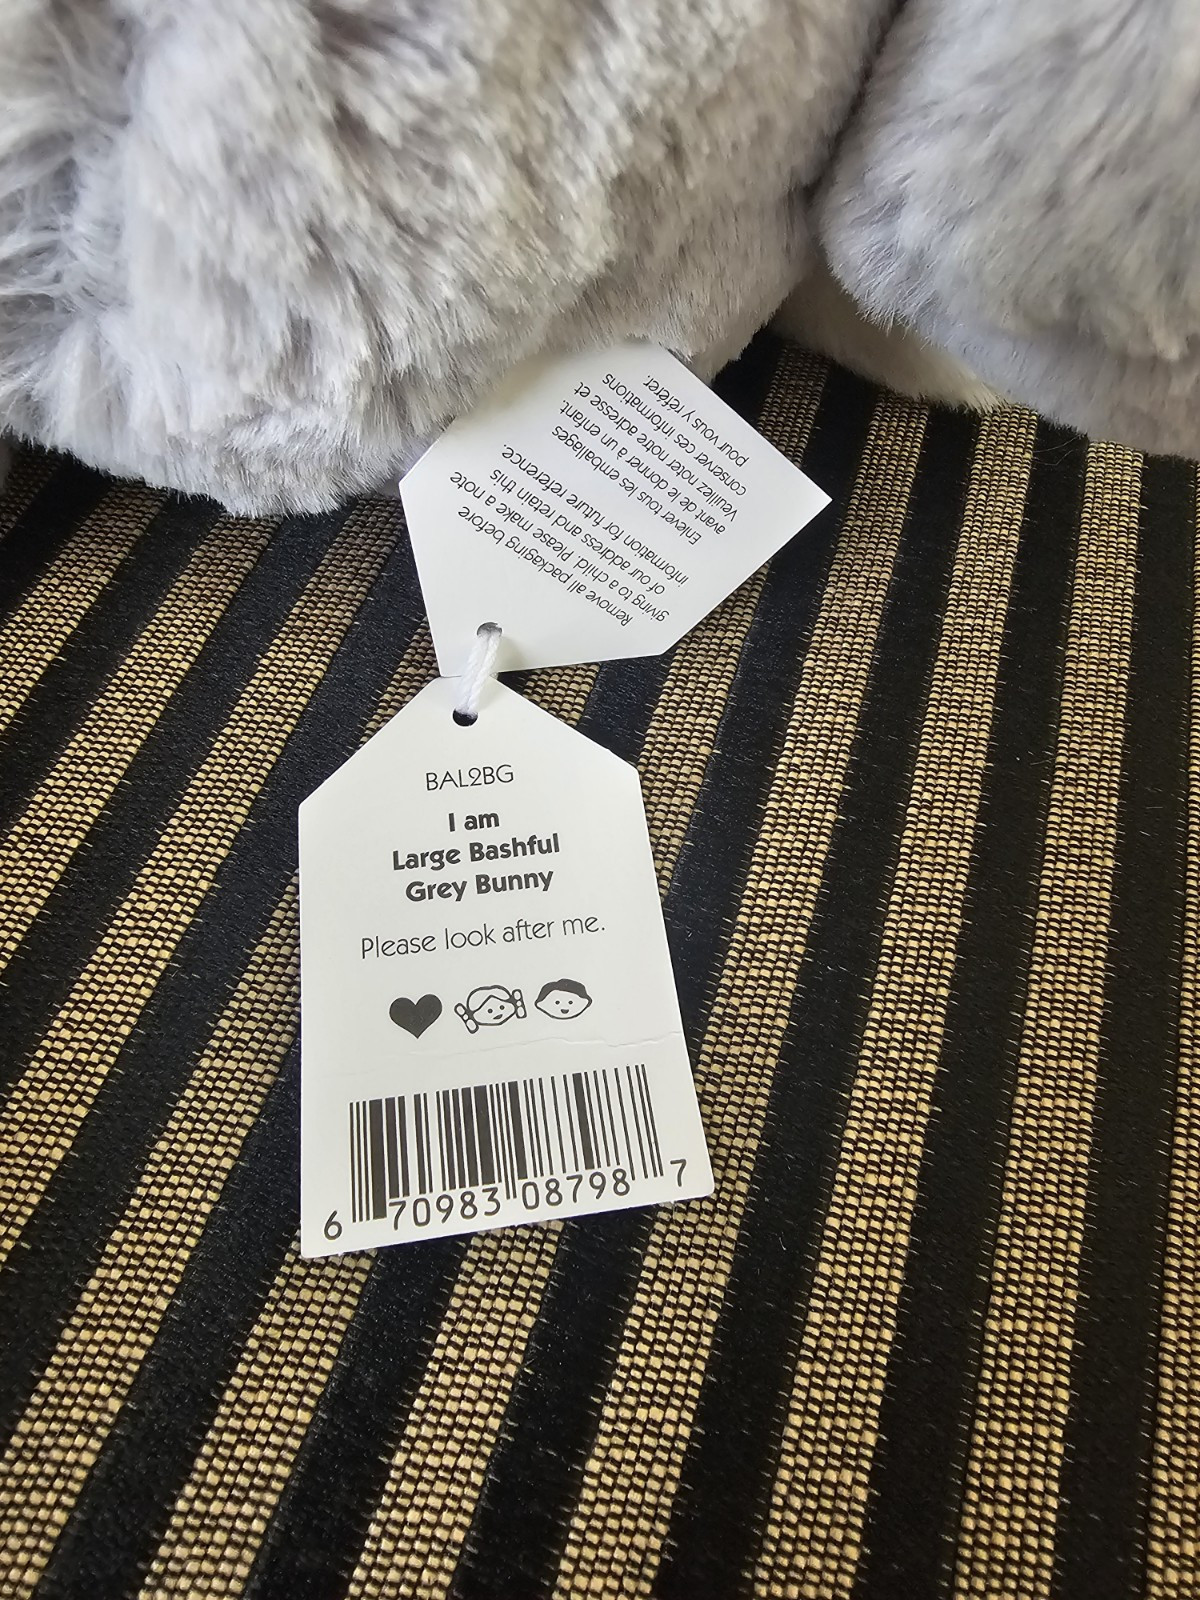 Remove all packaging before
giving to a child. Please make a note
of our address and retain this
information for future reference.
Enlever tous les emballages
avant de le donner à un enfant.
Veuillez noter notre adresse et
conserver ces informations
pour vous y référer.
BAL2BG
I am
Large Bashful
Grey Bunny
Please look after me.
6 70983 08798 7